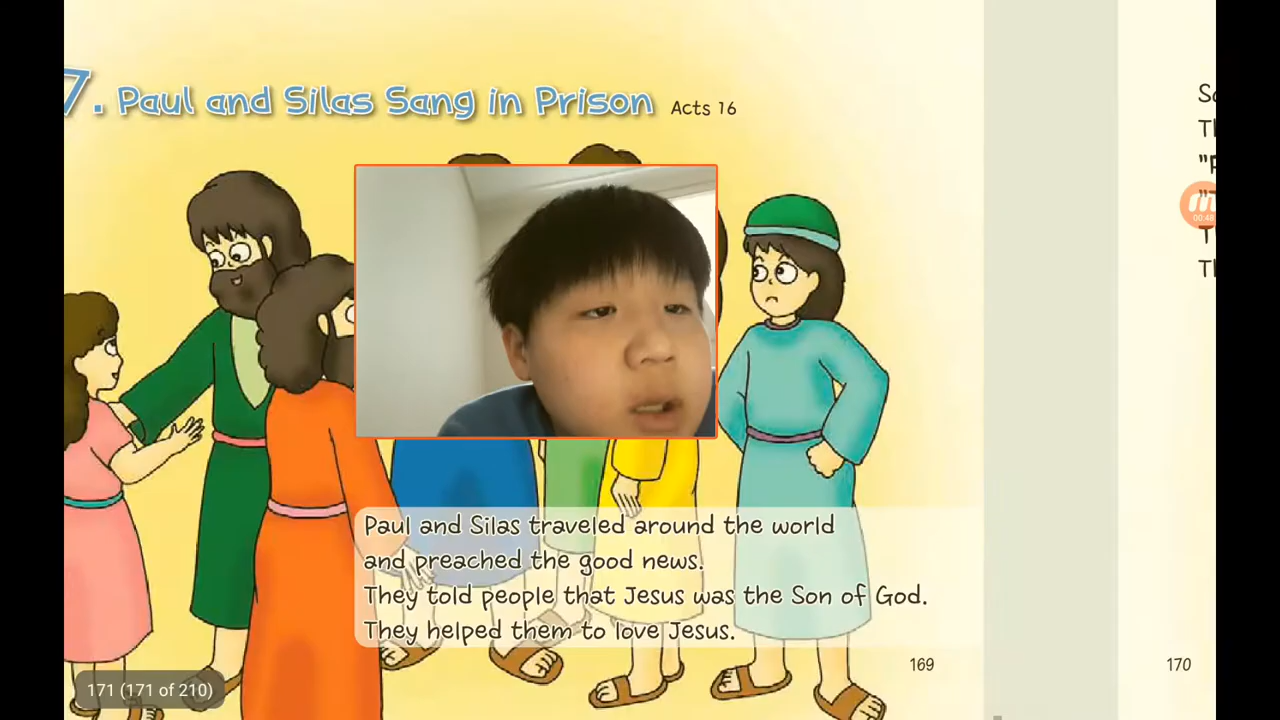 7. Paul and Silas Sang in Prison Acts 16
Paul and Silas traveled around the world
and preached the good news.
They told people that Jesus was the Son of God.
They helped them to love Jesus.
169
170
171 (171 of 210)
00:48